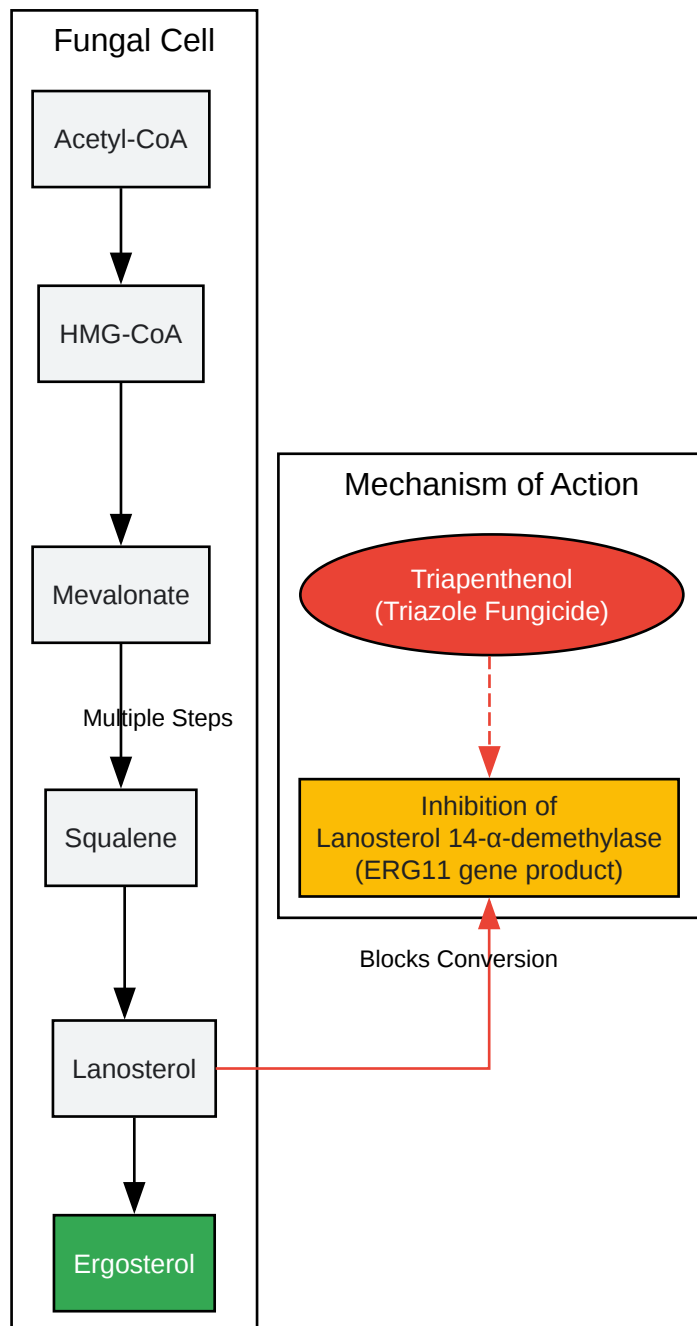 Fungal Cell
Acetyl-CoA
HMG-CoA
Mevalonate
Multiple Steps
Squalene
Lanosterol
Ergosterol
Mechanism of Action
Triapenthenol
(Triazole Fungicide)
Inhibition of
Lanosterol 14-α-demethylase
(ERG11 gene product)
Blocks Conversion